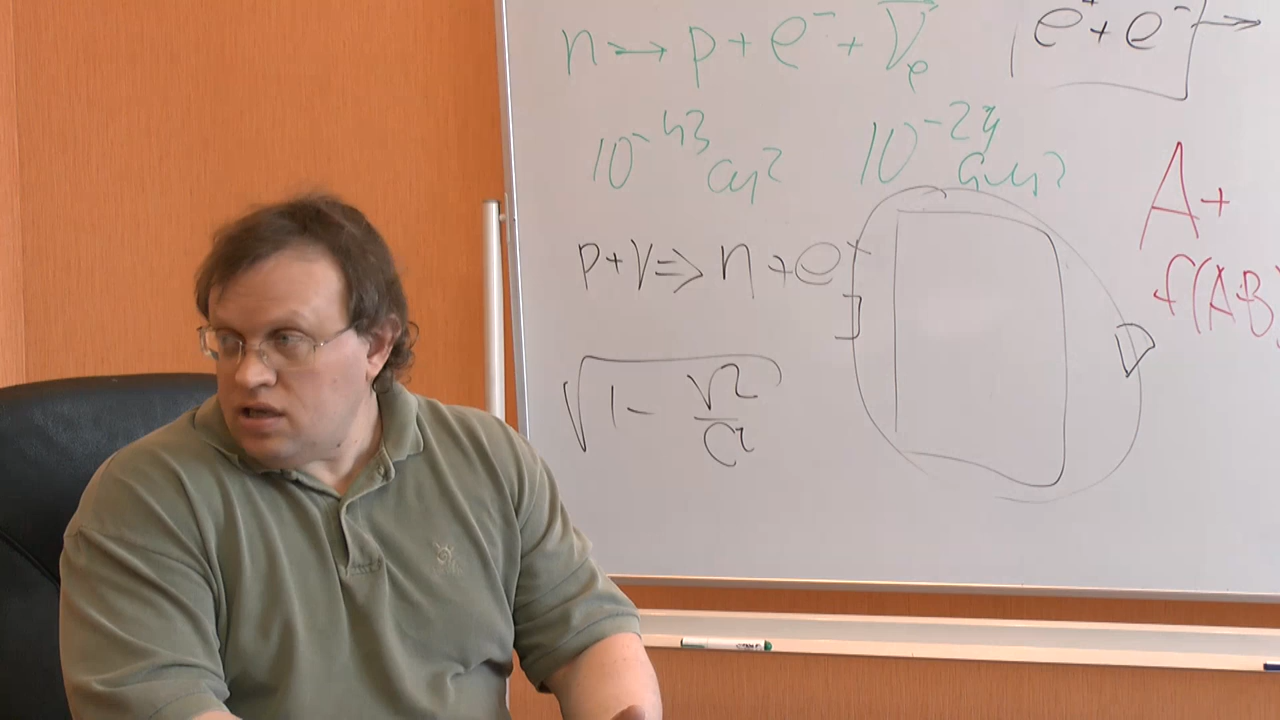 n → p + e⁻ + ν̄ₑ
e⁺ + e⁻ →
10⁻⁴³ см² 10⁻²⁴ см²
p + ν ⇒ n + e
A +
f(A·B)
√(1 - v²/c²)